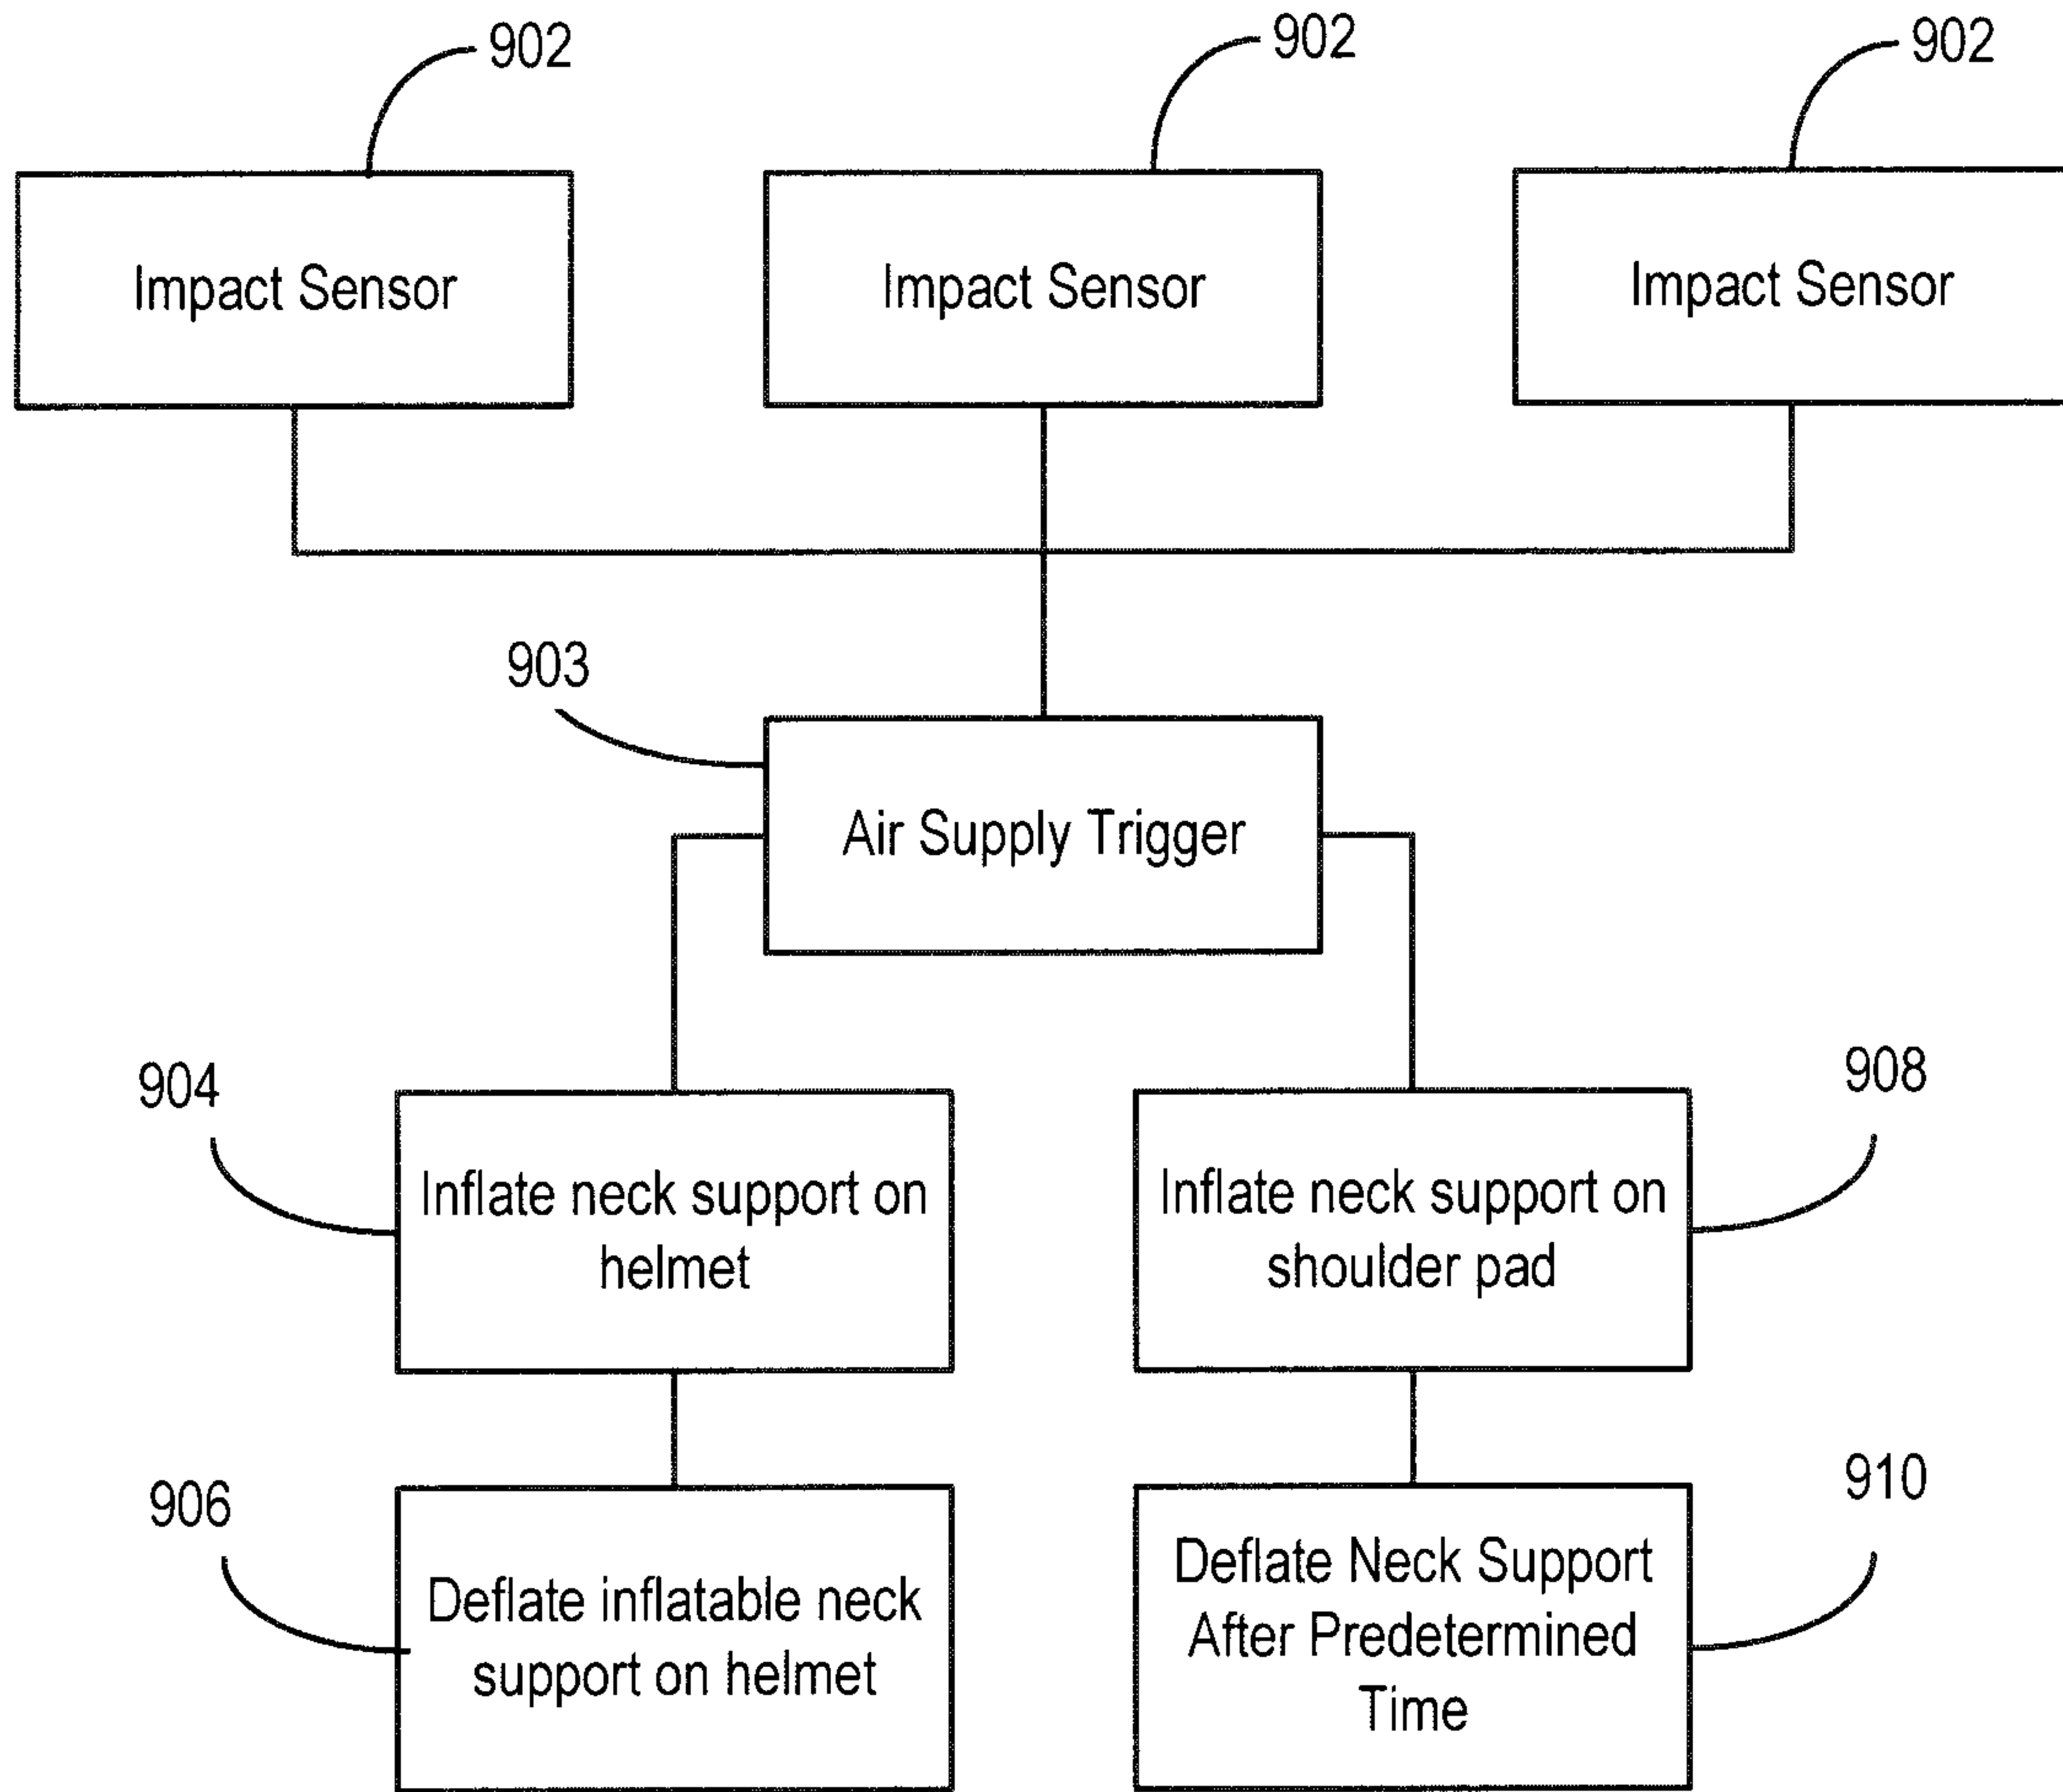 902
902
902
Impact Sensor
Impact Sensor
Impact Sensor
903
Air Supply Trigger
904
908
Inflate neck support on
helmet
Inflate neck support on
shoulder pad
906
910
Deflate inflatable neck
support on helmet
Deflate Neck Support
After Predetermined
Time